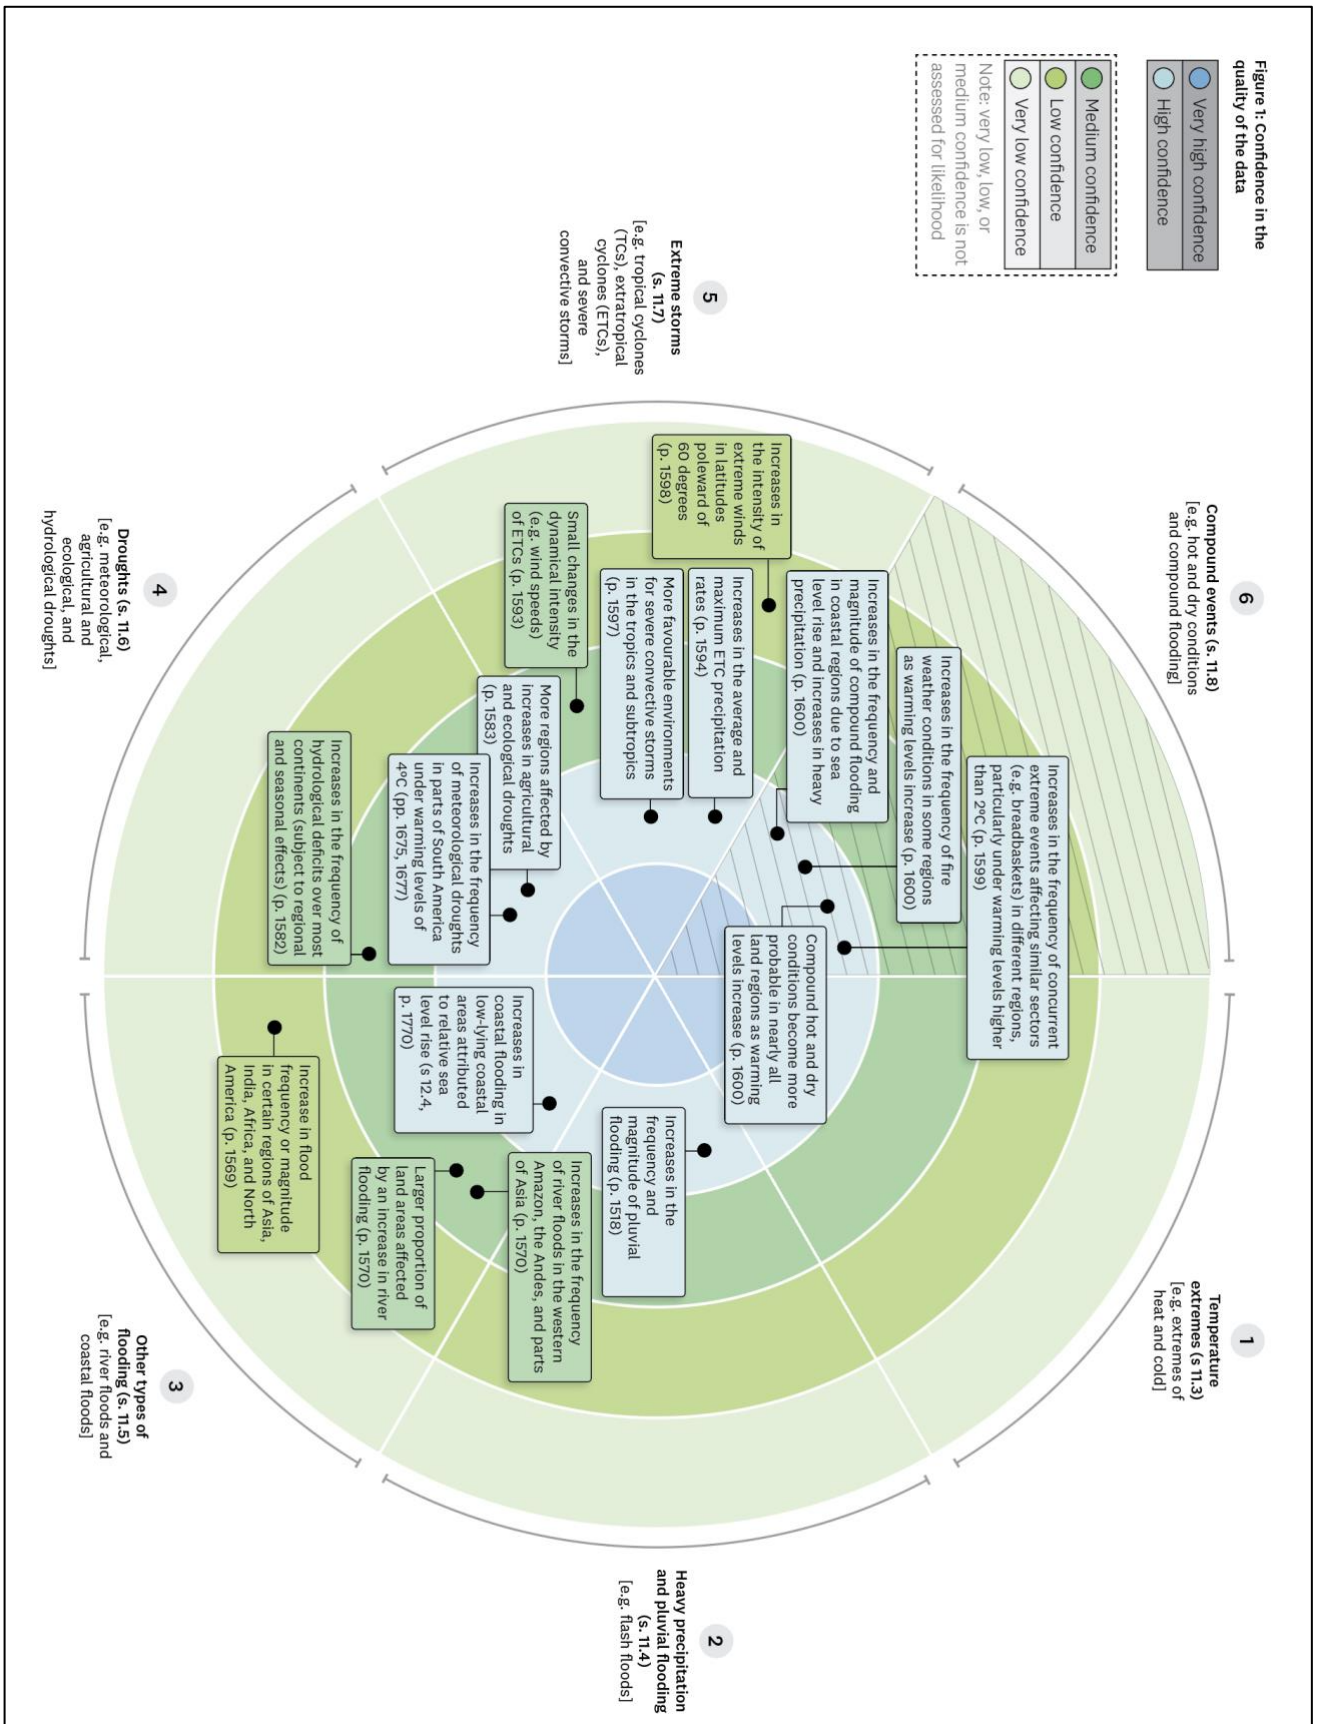 Figure 1: Confidence in the
quality of the data
Very high confidence
High confidence
Medium confidence
Low confidence
Very low confidence
Note: very low, low, or
medium confidence is not
assessed for likelihood
6
Compound events (s. 11.8)
[e.g. hot and dry conditions
and compound flooding]
1
Temperature
extremes (s 11.3)
[e.g. extremes of
heat and cold]
Increases in the frequency of concurrent
extreme events affecting similar sectors
(e.g. breadbaskets) in different regions,
particularly under warming levels higher
than 2°C (p. 1599)
Increases in the frequency of fire
weather conditions in some regions
as warming levels increase (p. 1600)
Increases in the frequency and
magnitude of compound flooding
in coastal regions due to sea
level rise and increases in heavy
precipitation (p. 1600)
Compound hot and dry
conditions become more
probable in nearly all
land regions as warming
levels increase (p. 1600)
5
Extreme storms
(s. 11.7)
[e.g. tropical cyclones
(TCs), extratropical
cyclones (ETCs),
and severe
convective storms]
Increases in
the intensity of
extreme winds
in latitudes
poleward of
60 degrees
(p. 1598)
Increases in the average and
maximum ETC precipitation
rates (p. 1594)
More favourable environments
for severe convective storms
in the tropics and subtropics
(p. 1597)
Small changes in the
dynamical intensity
(e.g. wind speeds)
of ETCs (p. 1593)
2
Heavy precipitation
and pluvial flooding
(s. 11.4)
[e.g. flash floods]
Increases in the
frequency and
magnitude of pluvial
flooding (p. 1518)
More regions affected by
increases in agricultural
and ecological droughts
(p. 1583)
Increases in the frequency
of meteorological droughts
in parts of South America
under warming levels of
4°C (pp. 1675, 1677)
Increases in the frequency of
hydrological deficits over most
continents (subject to regional
and seasonal effects) (p. 1582)
4
Droughts (s. 11.6)
[e.g. meteorological,
agricultural and
ecological, and
hydrological droughts]
Increases in
coastal flooding in
low-lying coastal
areas attributed
to relative sea
level rise (s 12.4,
p. 1770)
Increases in the frequency
of river floods in the western
Amazon, the Andes, and parts
of Asia (p. 1570)
Larger proportion of
land areas affected
by an increase in river
flooding (p. 1570)
Increase in flood
frequency or magnitude
in certain regions of Asia,
India, Africa, and North
America (p. 1569)
3
Other types of
flooding (s. 11.5)
[e.g. river floods and
coastal floods]